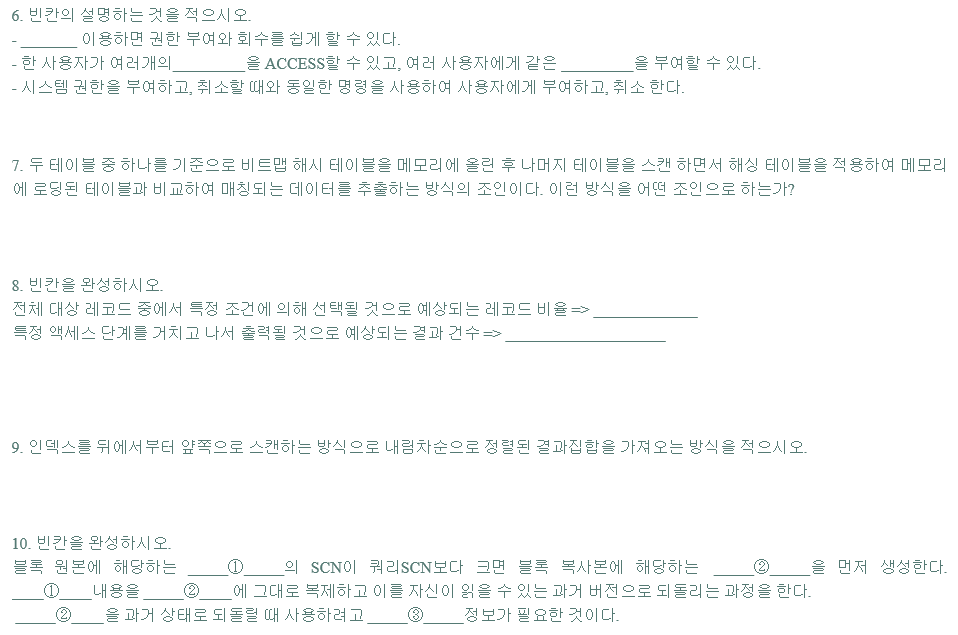 6. 빈칸의 설명하는 것을 적으시오.
- _______ 이용하면 권한 부여와 회수를 쉽게 할 수 있다.
- 한 사용자가 여러개의_________을 ACCESS할 수 있고, 여러 사용자에게 같은 _________을 부여할 수 있다.
- 시스템 권한을 부여하고, 취소할 때와 동일한 명령을 사용하여 사용자에게 부여하고, 취소 한다.
7. 두 테이블 중 하나를 기준으로 비트맵 해시 테이블을 메모리에 올린 후 나머지 테이블을 스캔 하면서 해싱 테이블을 적용하여 메모리
에 로딩된 테이블과 비교하여 매칭되는 데이터를 추출하는 방식의 조인이다. 이런 방식을 어떤 조인으로 하는가?
8. 빈칸을 완성하시오.
전체 대상 레코드 중에서 특정 조건에 의해 선택될 것으로 예상되는 레코드 비율 => _____________
특정 액세스 단계를 거치고 나서 출력될 것으로 예상되는 결과 건수 => ____________________
9. 인덱스를 뒤에서부터 앞쪽으로 스캔하는 방식으로 내림차순으로 정렬된 결과집합을 가져오는 방식을 적으시오.
10. 빈칸을 완성하시오.
블록 원본에 해당하는 _____①_____의 SCN이 쿼리SCN보다 크면 블록 복사본에 해당하는 _____②_____을 먼저 생성한다.
____①____내용을 _____②____에 그대로 복제하고 이를 자신이 읽을 수 있는 과거 버전으로 되돌리는 과정을 한다.
_____②____을 과거 상태로 되돌릴 때 사용하려고 _____③_____정보가 필요한 것이다.